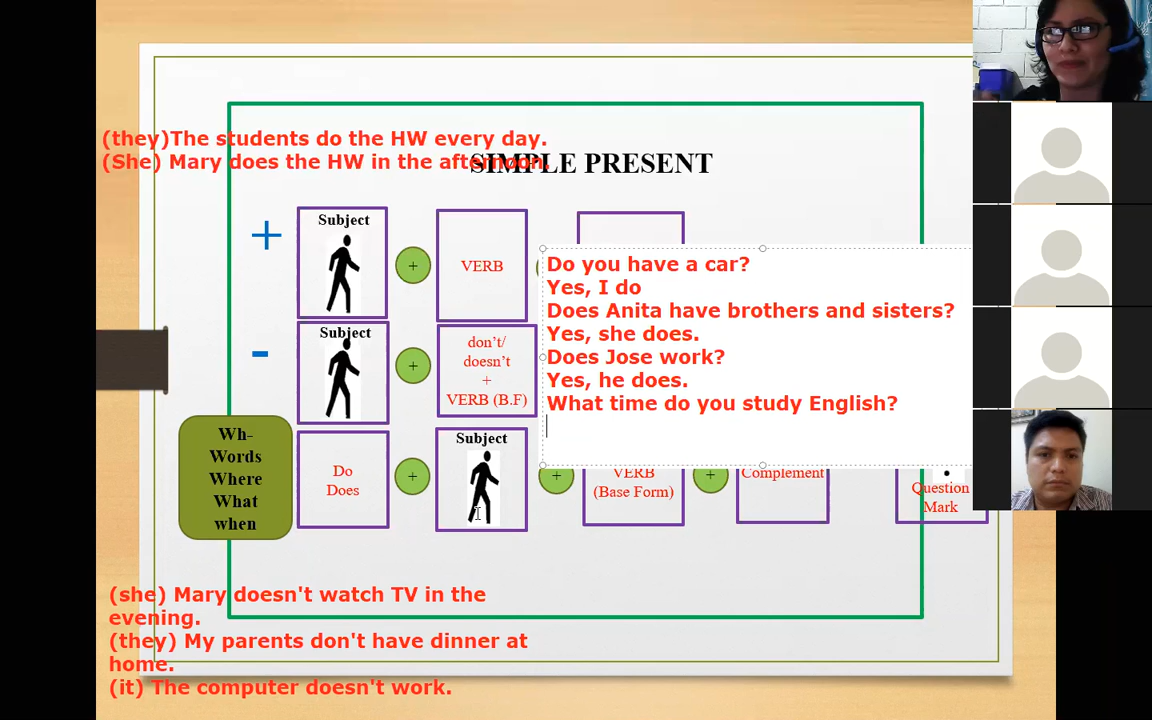 (they)The students do the HW every day.
(She) Mary does the HW in the afternoon.
SIMPLE PRESENT
+
Subject
+
VERB
Do you have a car?
Yes, I do
Does Anita have brothers and sisters?
Yes, she does.
Does Jose work?
Yes, he does.
What time do you study English?
-
Subject
+
don't/
doesn't
+
VERB (B.F)
Wh-
Words
Where
What
when
Do
Does
+
Subject
+
VERB
(Base Form)
+
Complement
Question
Mark
(she) Mary doesn't watch TV in the
evening.
(they) My parents don't have dinner at
home.
(it) The computer doesn't work.